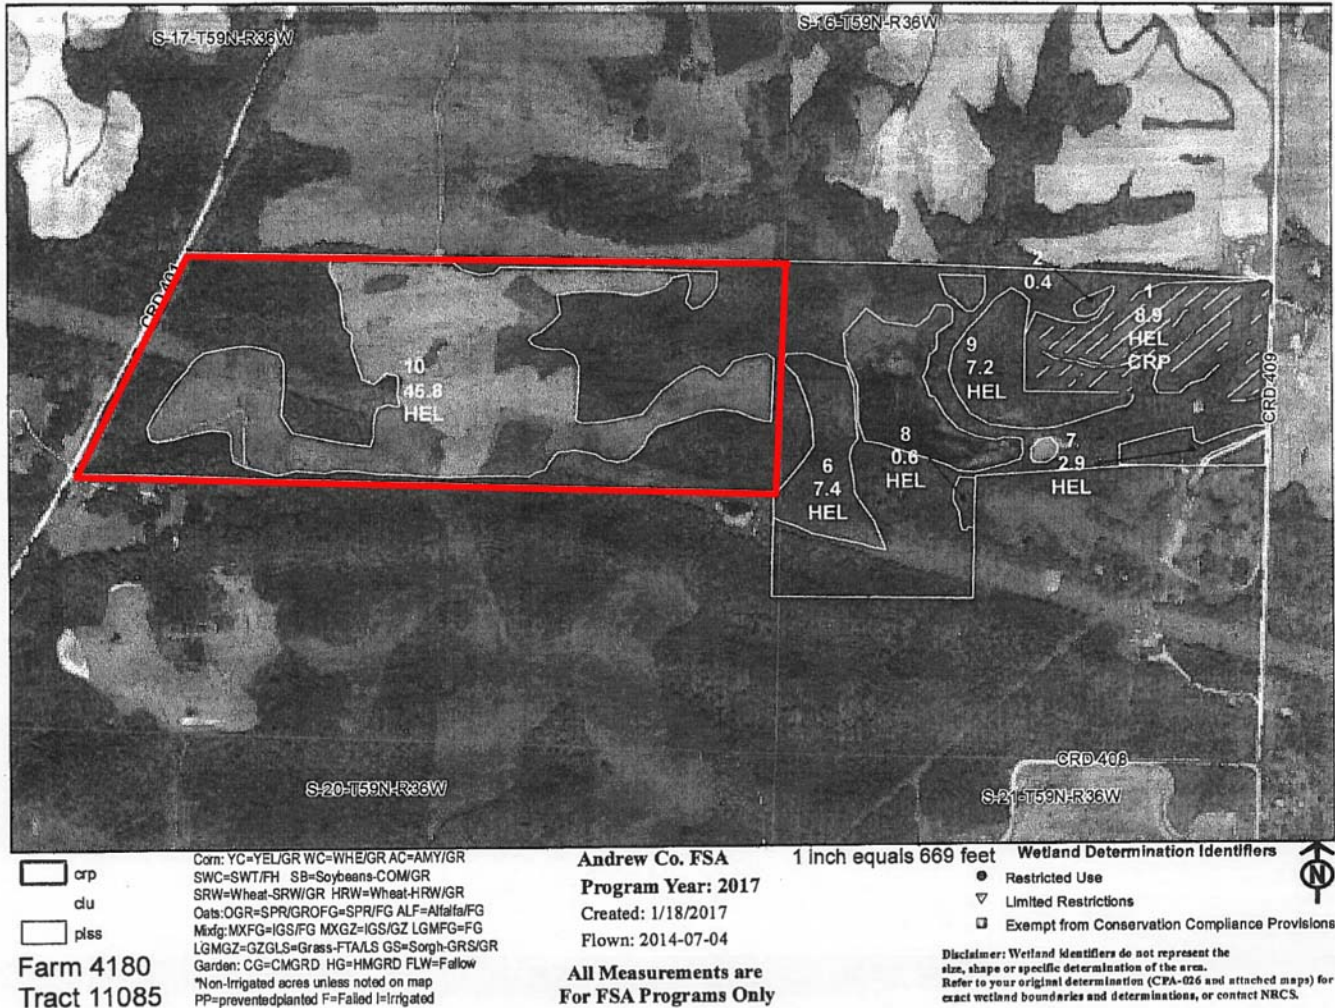 S-17-T59N-R36W
S-16-T59N-R36W
CRD 401
2
0.4
1
8.9
HEL
CRP
9
7.2
HEL
10
45.8
HEL
CRD 409
8
0.6
HEL
7
2.9
HEL
6
7.4
HEL
CRD 408
S-20-T59N-R36W
S-21-T59N-R36W
crp
clu
plss
Farm 4180
Tract 11085
Corn: YC=YEL/GR WC=WHE/GR AC=AMY/GR
SWC=SWT/FH SB=Soybeans-COM/GR
SRW=Wheat-SRW/GR HRW=Wheat-HRW/GR
Oats:OGR=SPR/GROFG=SPR/FG ALF=Alfalfa/FG
Mixfg:MXFG=IGS/FG MXGZ=IGS/GZ LGMFG=FG
LGMGZ=GZGLS=Grass-FTA/LS GS=Sorgh-GRS/GR
Garden: CG=CMGRD HG=HMGRD FLW=Fallow
*Non-Irrigated acres unless noted on map
PP=preventedplanted F=Failed I=Irrigated
Andrew Co. FSA
Program Year: 2017
Created: 1/18/2017
Flown: 2014-07-04
All Measurements are
For FSA Programs Only
1 inch equals 669 feet
Wetland Determination Identifiers
Restricted Use
Limited Restrictions
Exempt from Conservation Compliance Provisions
N
Disclaimer: Wetland identifiers do not represent the
size, shape or specific determination of the area.
Refer to your original determination (CPA-026 and attached maps) for
exact wetland boundaries and determinations, or contact NRCS.